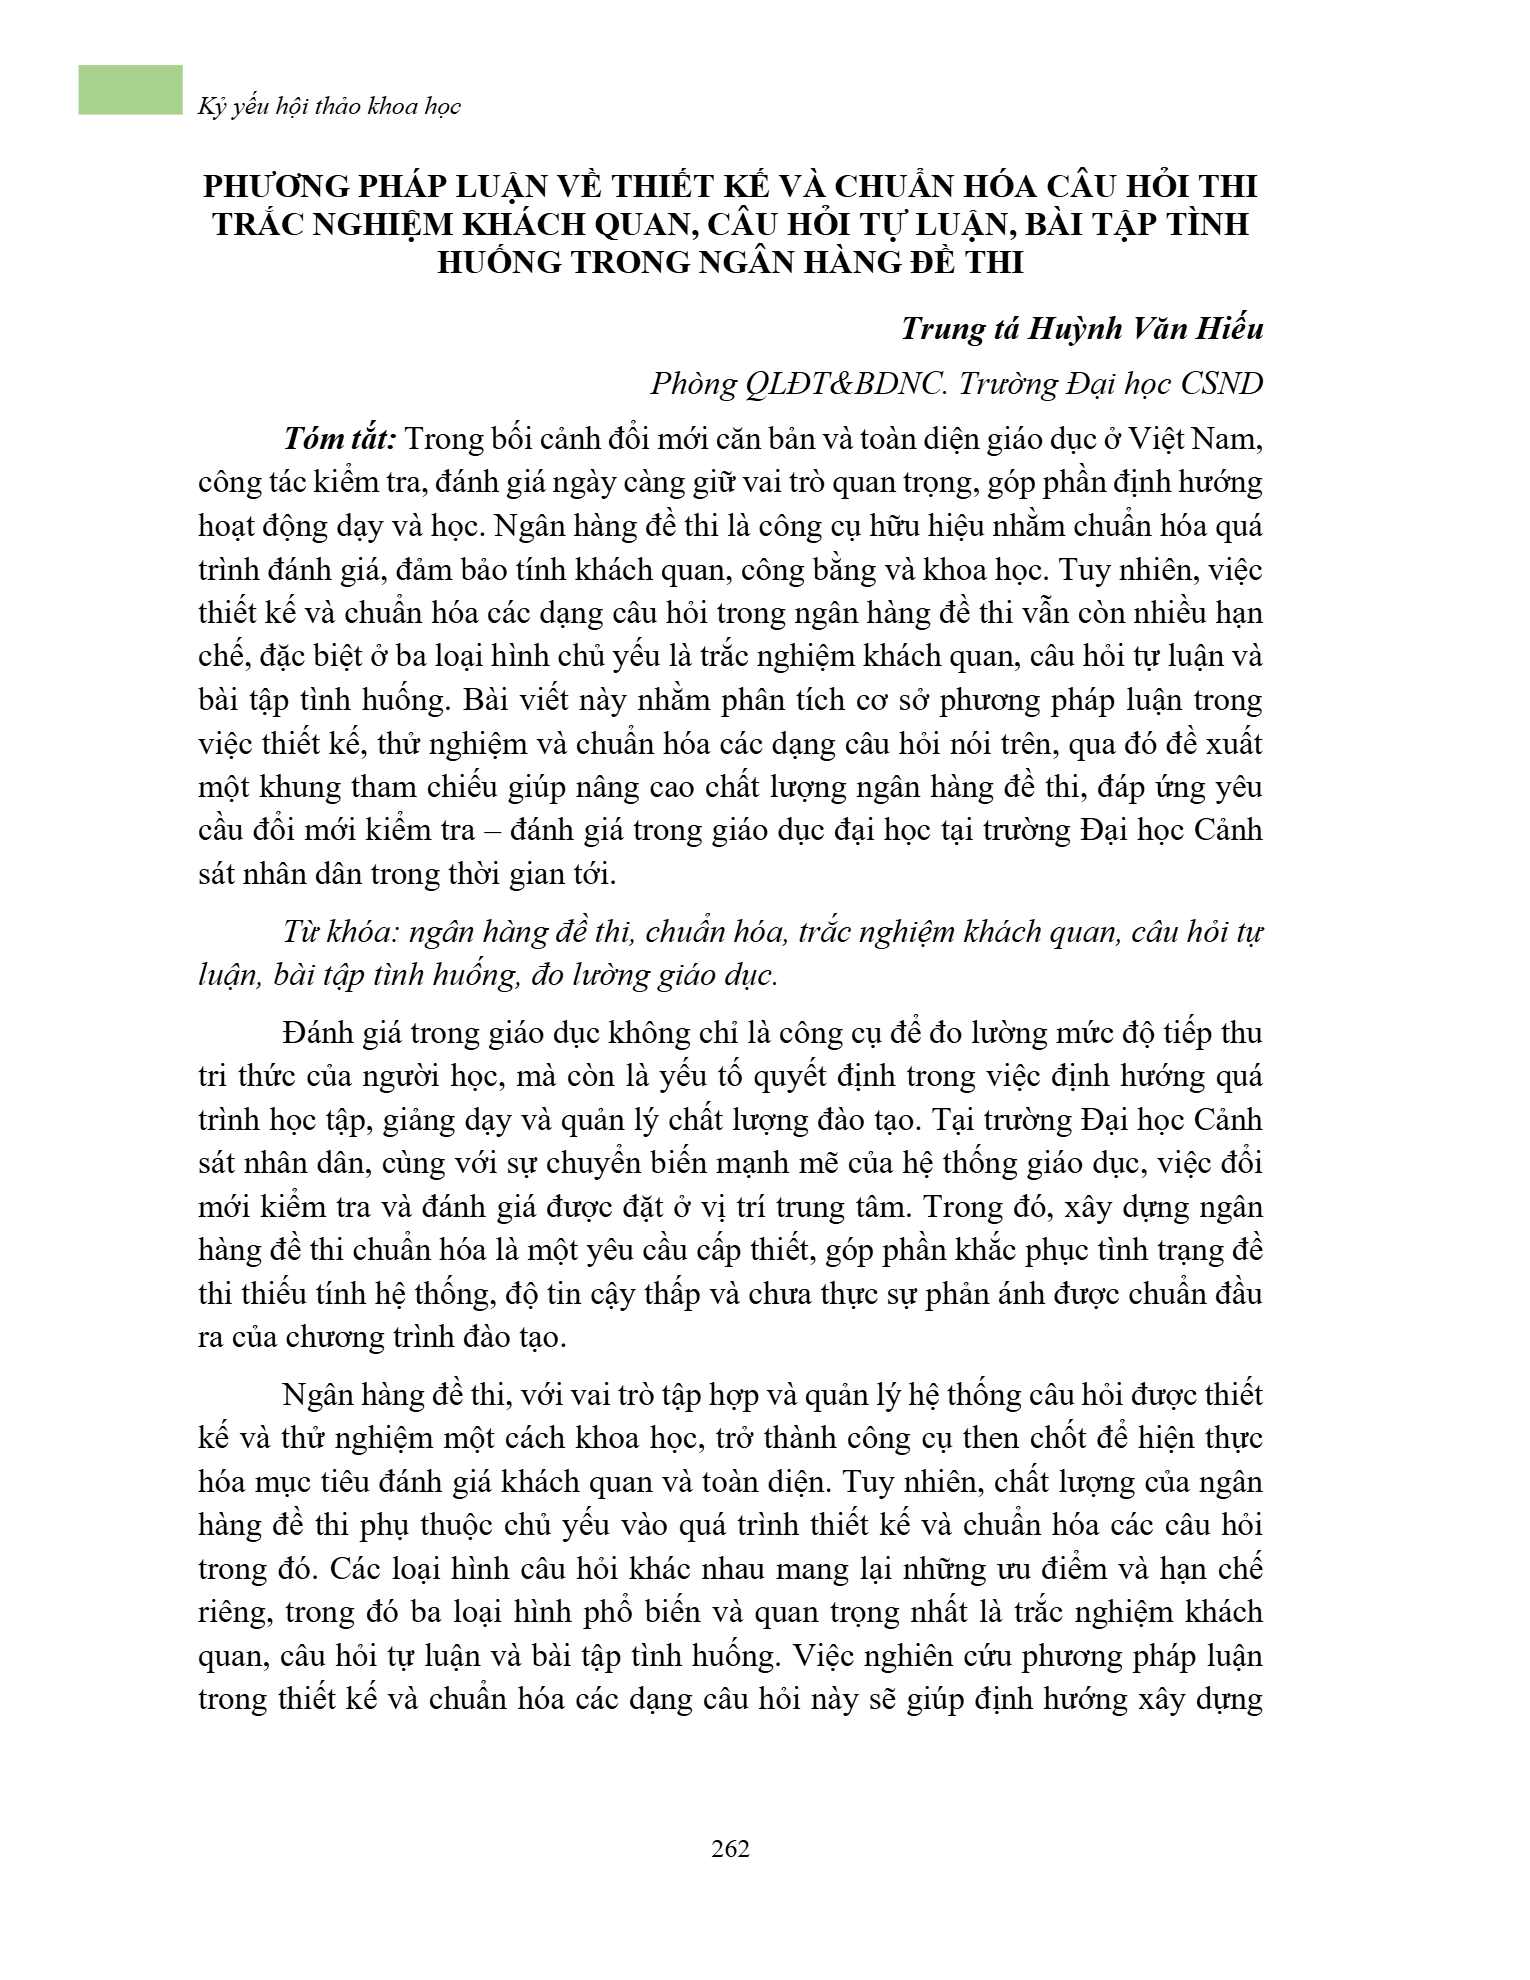 Kỷ yếu hội thảo khoa học
PHƯƠNG PHÁP LUẬN VỀ THIẾT KẾ VÀ CHUẨN HÓA CÂU HỎI THI
TRẮC NGHIỆM KHÁCH QUAN, CÂU HỎI TỰ LUẬN, BÀI TẬP TÌNH
HUỐNG TRONG NGÂN HÀNG ĐỀ THI
Trung tá Huỳnh Văn Hiếu
Phòng QLĐT&BDNC. Trường Đại học CSND
Tóm tắt: Trong bối cảnh đổi mới căn bản và toàn diện giáo dục ở Việt Nam,
công tác kiểm tra, đánh giá ngày càng giữ vai trò quan trọng, góp phần định hướng
hoạt động dạy và học. Ngân hàng đề thi là công cụ hữu hiệu nhằm chuẩn hóa quá
trình đánh giá, đảm bảo tính khách quan, công bằng và khoa học. Tuy nhiên, việc
thiết kế và chuẩn hóa các dạng câu hỏi trong ngân hàng đề thi vẫn còn nhiều hạn
chế, đặc biệt ở ba loại hình chủ yếu là trắc nghiệm khách quan, câu hỏi tự luận và
bài tập tình huống. Bài viết này nhằm phân tích cơ sở phương pháp luận trong
việc thiết kế, thử nghiệm và chuẩn hóa các dạng câu hỏi nói trên, qua đó đề xuất
một khung tham chiếu giúp nâng cao chất lượng ngân hàng đề thi, đáp ứng yêu
cầu đổi mới kiểm tra – đánh giá trong giáo dục đại học tại trường Đại học Cảnh
sát nhân dân trong thời gian tới.
Từ khóa: ngân hàng đề thi, chuẩn hóa, trắc nghiệm khách quan, câu hỏi tự
luận, bài tập tình huống, đo lường giáo dục.
Đánh giá trong giáo dục không chỉ là công cụ để đo lường mức độ tiếp thu
tri thức của người học, mà còn là yếu tố quyết định trong việc định hướng quá
trình học tập, giảng dạy và quản lý chất lượng đào tạo. Tại trường Đại học Cảnh
sát nhân dân, cùng với sự chuyển biến mạnh mẽ của hệ thống giáo dục, việc đổi
mới kiểm tra và đánh giá được đặt ở vị trí trung tâm. Trong đó, xây dựng ngân
hàng đề thi chuẩn hóa là một yêu cầu cấp thiết, góp phần khắc phục tình trạng đề
thi thiếu tính hệ thống, độ tin cậy thấp và chưa thực sự phản ánh được chuẩn đầu
ra của chương trình đào tạo.
Ngân hàng đề thi, với vai trò tập hợp và quản lý hệ thống câu hỏi được thiết
kế và thử nghiệm một cách khoa học, trở thành công cụ then chốt để hiện thực
hóa mục tiêu đánh giá khách quan và toàn diện. Tuy nhiên, chất lượng của ngân
hàng đề thi phụ thuộc chủ yếu vào quá trình thiết kế và chuẩn hóa các câu hỏi
trong đó. Các loại hình câu hỏi khác nhau mang lại những ưu điểm và hạn chế
riêng, trong đó ba loại hình phổ biến và quan trọng nhất là trắc nghiệm khách
quan, câu hỏi tự luận và bài tập tình huống. Việc nghiên cứu phương pháp luận
trong thiết kế và chuẩn hóa các dạng câu hỏi này sẽ giúp định hướng xây dựng
262